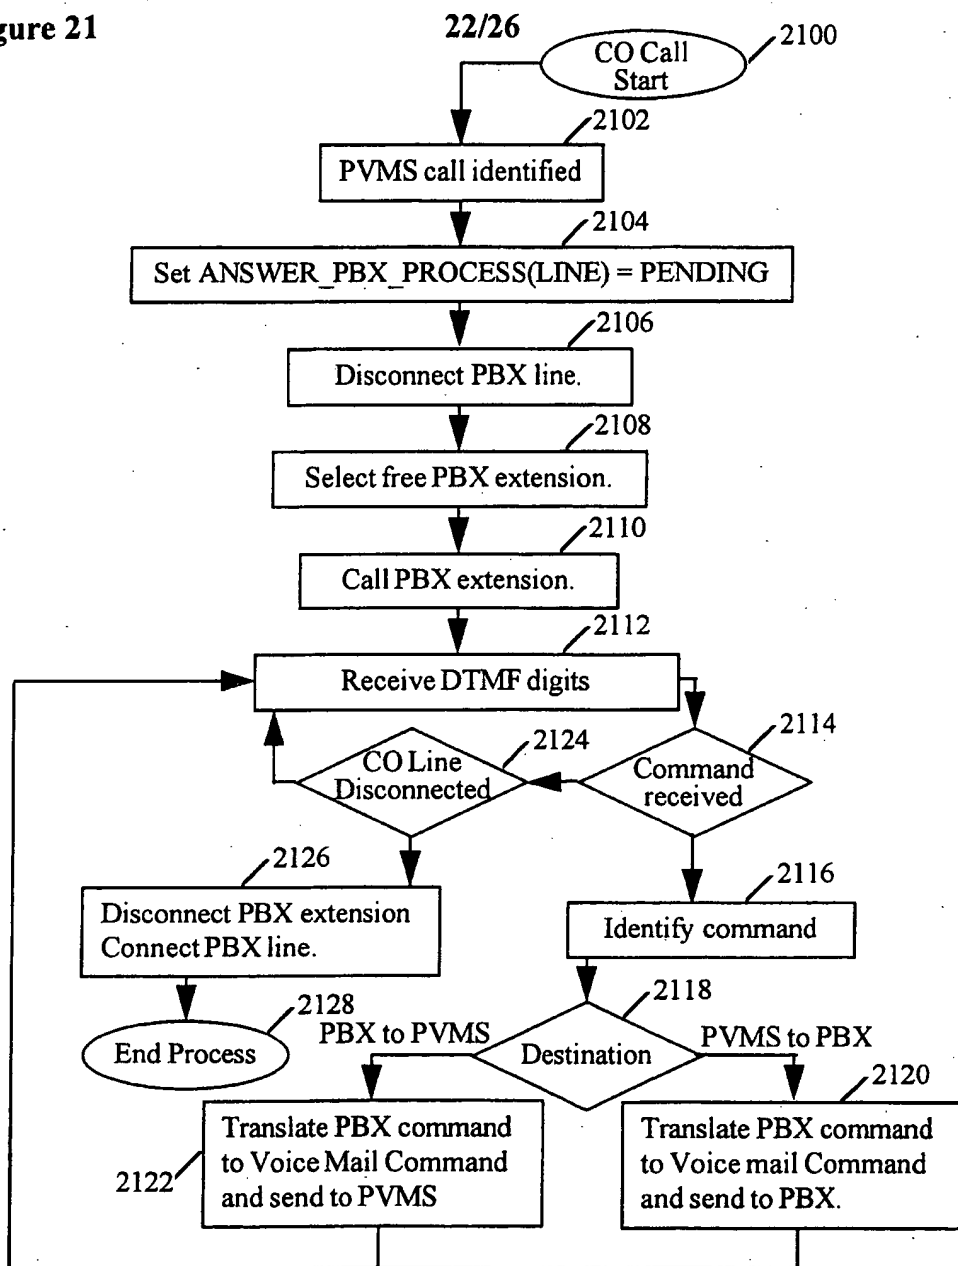 gure 21
22/26
CO Call
Start
2100
2102
PVMS call identified
2104
Set ANSWER_PBX_PROCESS(LINE) = PENDING
2106
Disconnect PBX line.
2108
Select free PBX extension.
2110
Call PBX extension.
2112
Receive DTMF digits
2114
Command
received
2124
CO Line
Disconnected
2126
Disconnect PBX extension
Connect PBX line.
2116
Identify command
2128
End Process
2118
Destination
PBX to PVMS
PVMS to PBX
2122
Translate PBX command
to Voice Mail Command
and send to PVMS
2120
Translate PBX command
to Voice mail Command
and send to PBX.